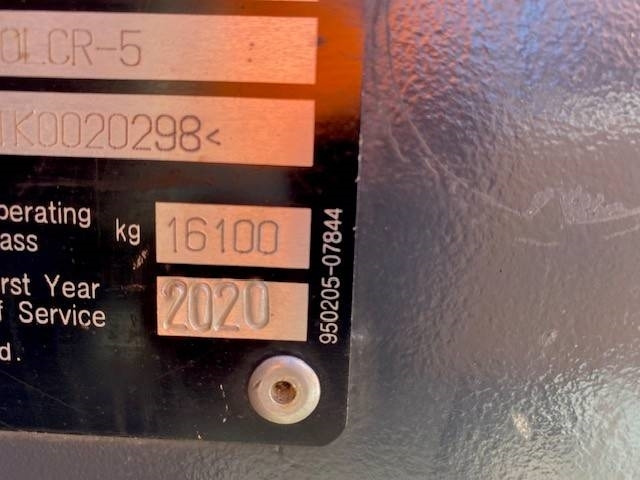 0LCR-5
TK0020298<
perating
ass kg 16100
rst Year
f Service 2020
d.
950205-07844